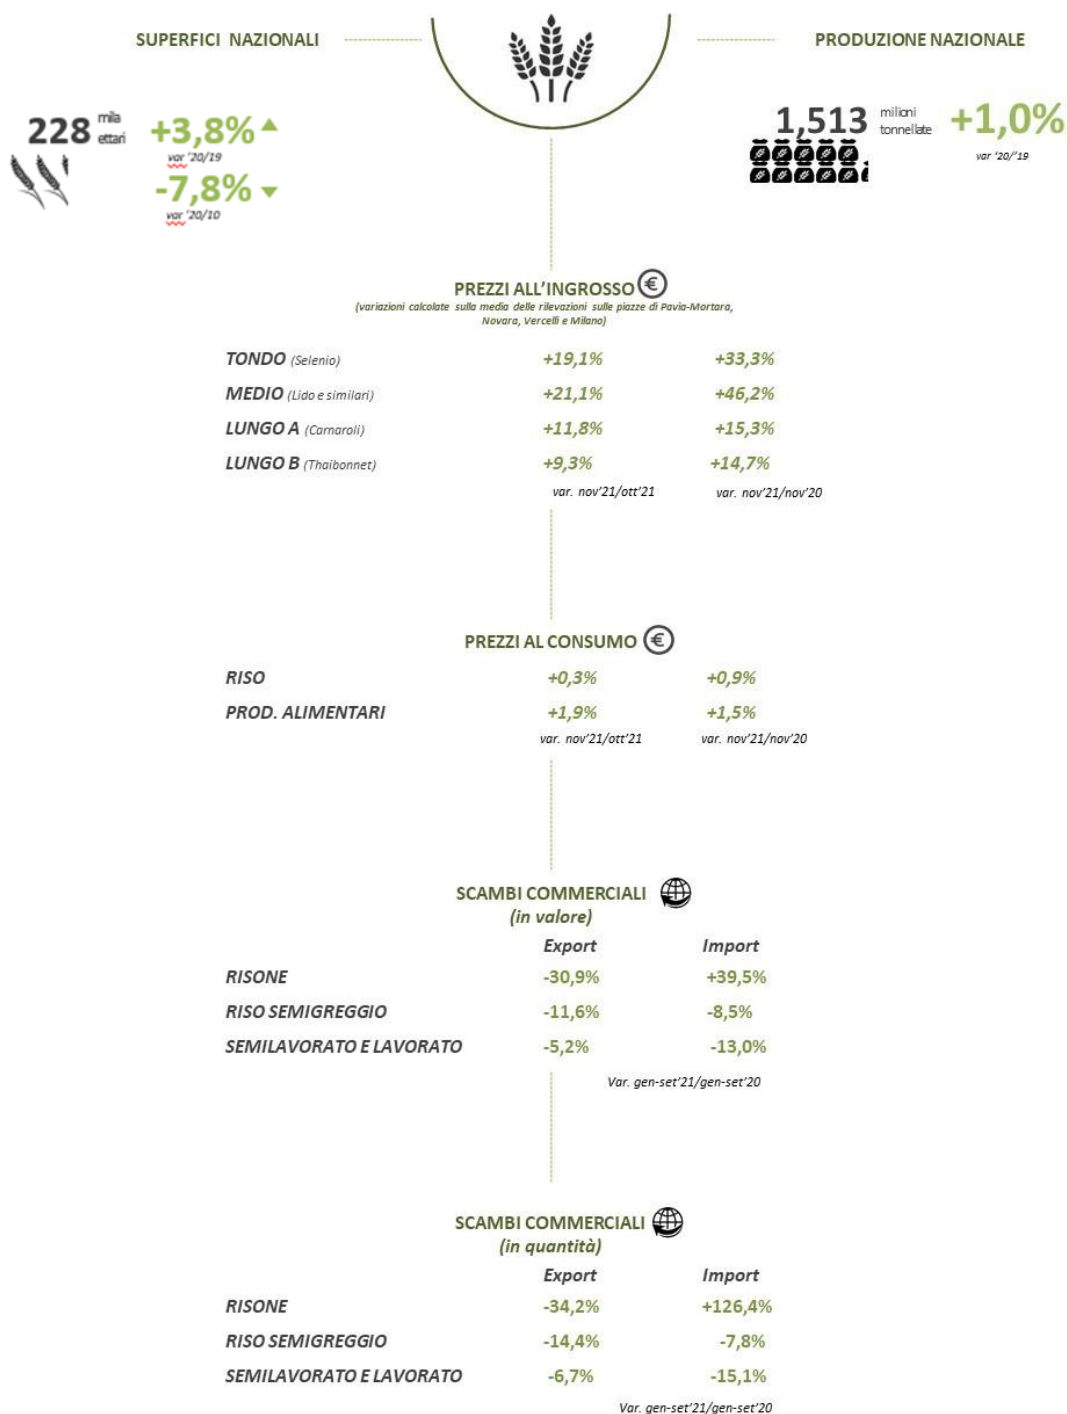 SUPERFICI NAZIONALI
PRODUZIONE NAZIONALE
228 mila ettari +3,8%
var '20/19
-7,8%
var '20/10
1,513 milioni tonnellate +1,0%
var '20/'19
PREZZI ALL'INGROSSO €
(variazioni calcolate sulla media delle rilevazioni sulle piazze di Pavia-Mortara,
Novara, Vercelli e Milano)
TONDO (Selenio) +19,1% +33,3%
MEDIO (Lido e similari) +21,1% +46,2%
LUNGO A (Carnaroli) +11,8% +15,3%
LUNGO B (Thaibonnet) +9,3% +14,7%
var. nov'21/ott'21 var. nov'21/nov'20
PREZZI AL CONSUMO €
RISO +0,3% +0,9%
PROD. ALIMENTARI +1,9% +1,5%
var. nov'21/ott'21 var. nov'21/nov'20
SCAMBI COMMERCIALI
(in valore)
Export Import
RISONE -30,9% +39,5%
RISO SEMIGREGGIO -11,6% -8,5%
SEMILAVORATO E LAVORATO -5,2% -13,0%
Var. gen-set'21/gen-set'20
SCAMBI COMMERCIALI
(in quantità)
Export Import
RISONE -34,2% +126,4%
RISO SEMIGREGGIO -14,4% -7,8%
SEMILAVORATO E LAVORATO -6,7% -15,1%
Var. gen-set'21/gen-set'20